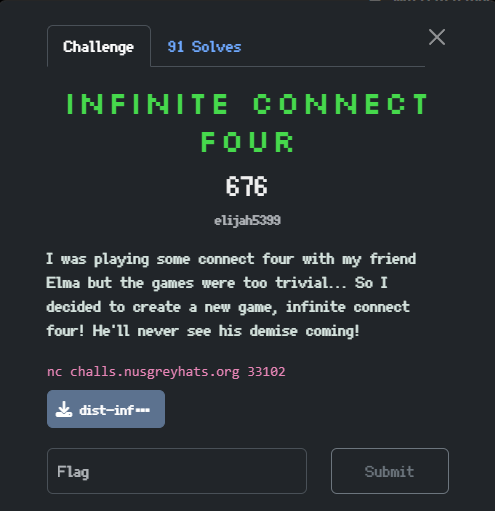 Challenge
91 Solves
INFINITE CONNECT
FOUR
676
elijah5399
I was playing some connect four with my friend
Elma but the games were too trivial... So I
decided to create a new game, infinite connect
four! He'll never see his demise coming!
nc challs.nusgreyhats.org 33102
dist-inf...
Flag
Submit